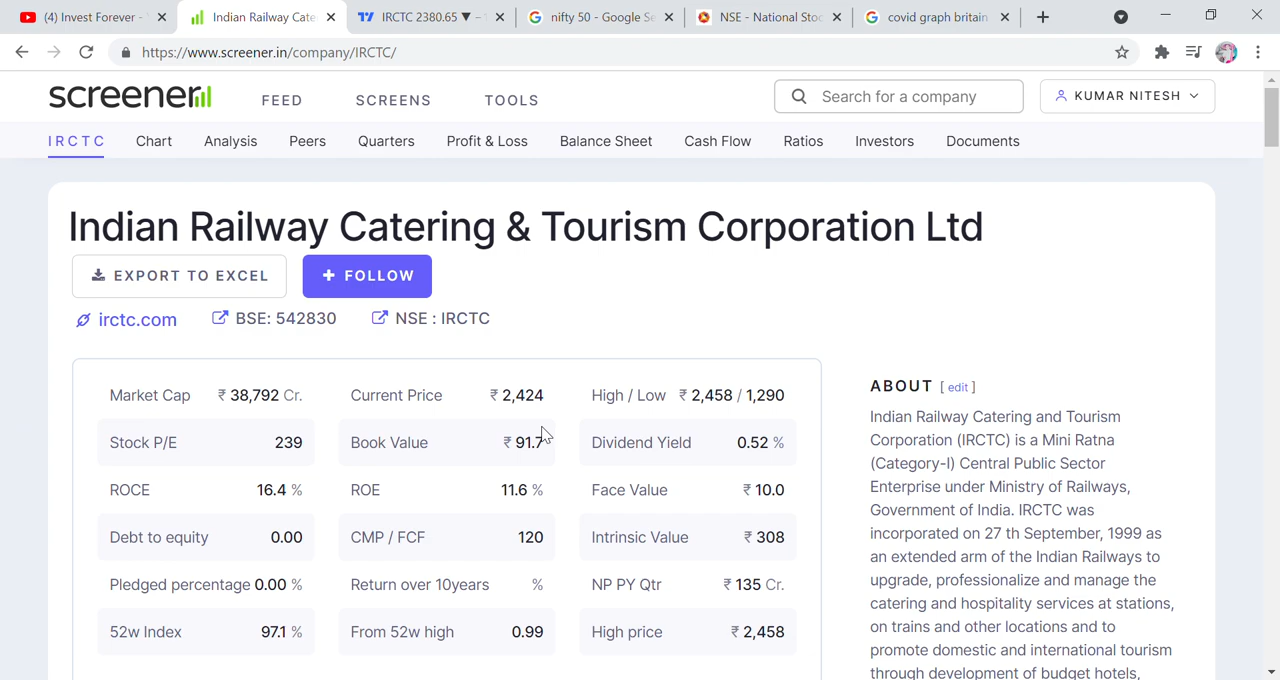 (4) Invest Forever -
Indian Railway Cate
IRCTC 2380.65 ▼ −
nifty 50 - Google Se
NSE - National Stoc
covid graph britain
https://www.screener.in/company/IRCTC/
screener
FEED
SCREENS
TOOLS
Search for a company
KUMAR NITESH
IRCTC
Chart
Analysis
Peers
Quarters
Profit & Loss
Balance Sheet
Cash Flow
Ratios
Investors
Documents
Indian Railway Catering & Tourism Corporation Ltd
EXPORT TO EXCEL
+ FOLLOW
irctc.com
BSE: 542830
NSE : IRCTC
Market Cap ₹ 38,792 Cr.
Current Price ₹ 2,424
High / Low ₹ 2,458 / 1,290
Stock P/E 239
Book Value ₹ 91.7
Dividend Yield 0.52 %
ROCE 16.4 %
ROE 11.6 %
Face Value ₹ 10.0
Debt to equity 0.00
CMP / FCF 120
Intrinsic Value ₹ 308
Pledged percentage 0.00 %
Return over 10years %
NP PY Qtr ₹ 135 Cr.
52w Index 97.1 %
From 52w high 0.99
High price ₹ 2,458
ABOUT [ edit ]
Indian Railway Catering and Tourism
Corporation (IRCTC) is a Mini Ratna
(Category-I) Central Public Sector
Enterprise under Ministry of Railways,
Government of India. IRCTC was
incorporated on 27 th September, 1999 as
an extended arm of the Indian Railways to
upgrade, professionalize and manage the
catering and hospitality services at stations,
on trains and other locations and to
promote domestic and international tourism
through development of budget hotels,